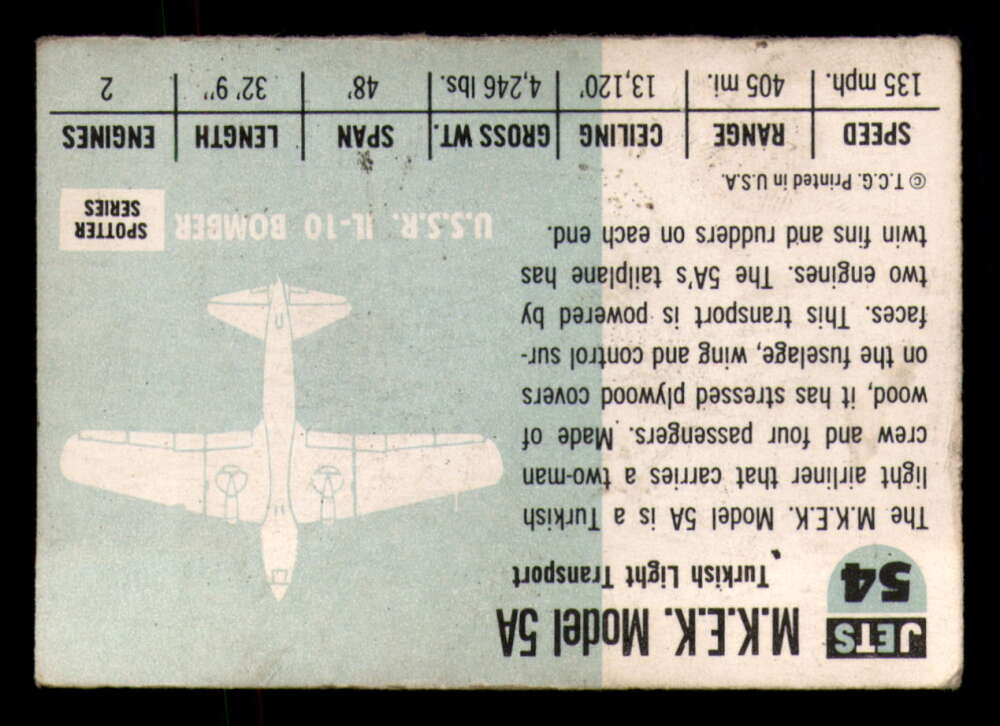 JETS
54
M.K.E.K. Model 5A
Turkish Light Transport
The M.K.E.K. Model 5A is a Turkish
light airliner that carries a two-man
crew and four passengers. Made of
wood, it has stressed plywood covers
on the fuselage, wing and control sur-
faces. This transport is powered by
two engines. The 5A's tailplane has
twin fins and rudders on each end.
© T.C.G. Printed in U.S.A.
U.S.S.R. IL-10 BOMBER
SPOTTER
SERIES
SPEED RANGE CEILING GROSS WT. SPAN LENGTH ENGINES
135 mph. 405 mi. 13,120' 4,246 lbs. 48' 32' 9" 2